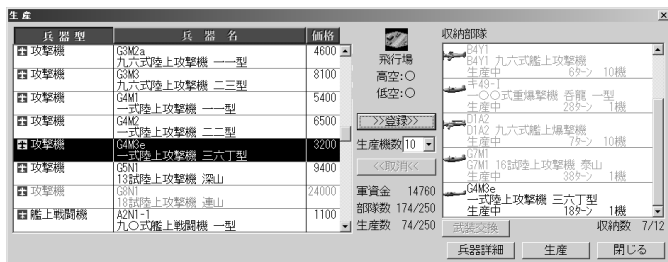 生産
兵器型 兵器名 価格
攻撃機 G3M2a 4600
九六式陸上攻撃機 一一型
攻撃機 G3M3 8100
九六式陸上攻撃機 二三型
攻撃機 G4M1 5400
一式陸上攻撃機 一一型
攻撃機 G4M2 6500
一式陸上攻撃機 二二型
攻撃機 G4M3e 3200
一式陸上攻撃機 三六丁型
攻撃機 G5N1 9400
13試陸上攻撃機 深山
攻撃機 G8N1 24000
18試陸上攻撃機 連山
艦上戦闘機 A2N1-1 1100
九〇式艦上戦闘機 一型
飛行場
高空:〇
低空:〇
>>登録>>
生産機数 10
<<取消<<
軍資金 14760
部隊数 174/250
生産数 74/250
収納部隊
B4Y1
B4Y1 九六式艦上攻撃機
生産中 6ターン 10機
キ49-1
一〇〇式重爆撃機 呑龍 一型
生産中 28ターン 1機
D1A2
D1A2 九六式艦上爆撃機
生産中 7ターン 10機
G7M1
G7M1 16試陸上攻撃機 泰山
生産中 38ターン 1機
G4M3e
一式陸上攻撃機 三六丁型
生産中 18ターン 1機
武装交換 収納数 7/12
兵器詳細 生産 閉じる